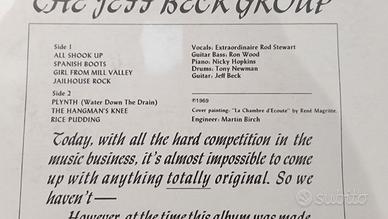 THE JEFF BECK GROUP
Side 1
ALL SHOOK UP
SPANISH BOOTS
GIRL FROM MILL VALLEY
JAILHOUSE ROCK
Side 2
PLYNTH (Water Down The Drain)
THE HANGMAN'S KNEE
RICE PUDDING
Vocals: Extraordinaire Rod Stewart
Guitar Bass: Ron Wood
Piano: Nicky Hopkins
Drums: Tony Newman
Guitar: Jeff Beck
℗1969
Cover painting: "La Chambre d'Ecoute" by René Magritte.
Engineer: Martin Birch
Today, with all the hard competition in the
music business, it's almost impossible to come
up with anything totally original. So we
haven't —
However, at the time this album was made
subito